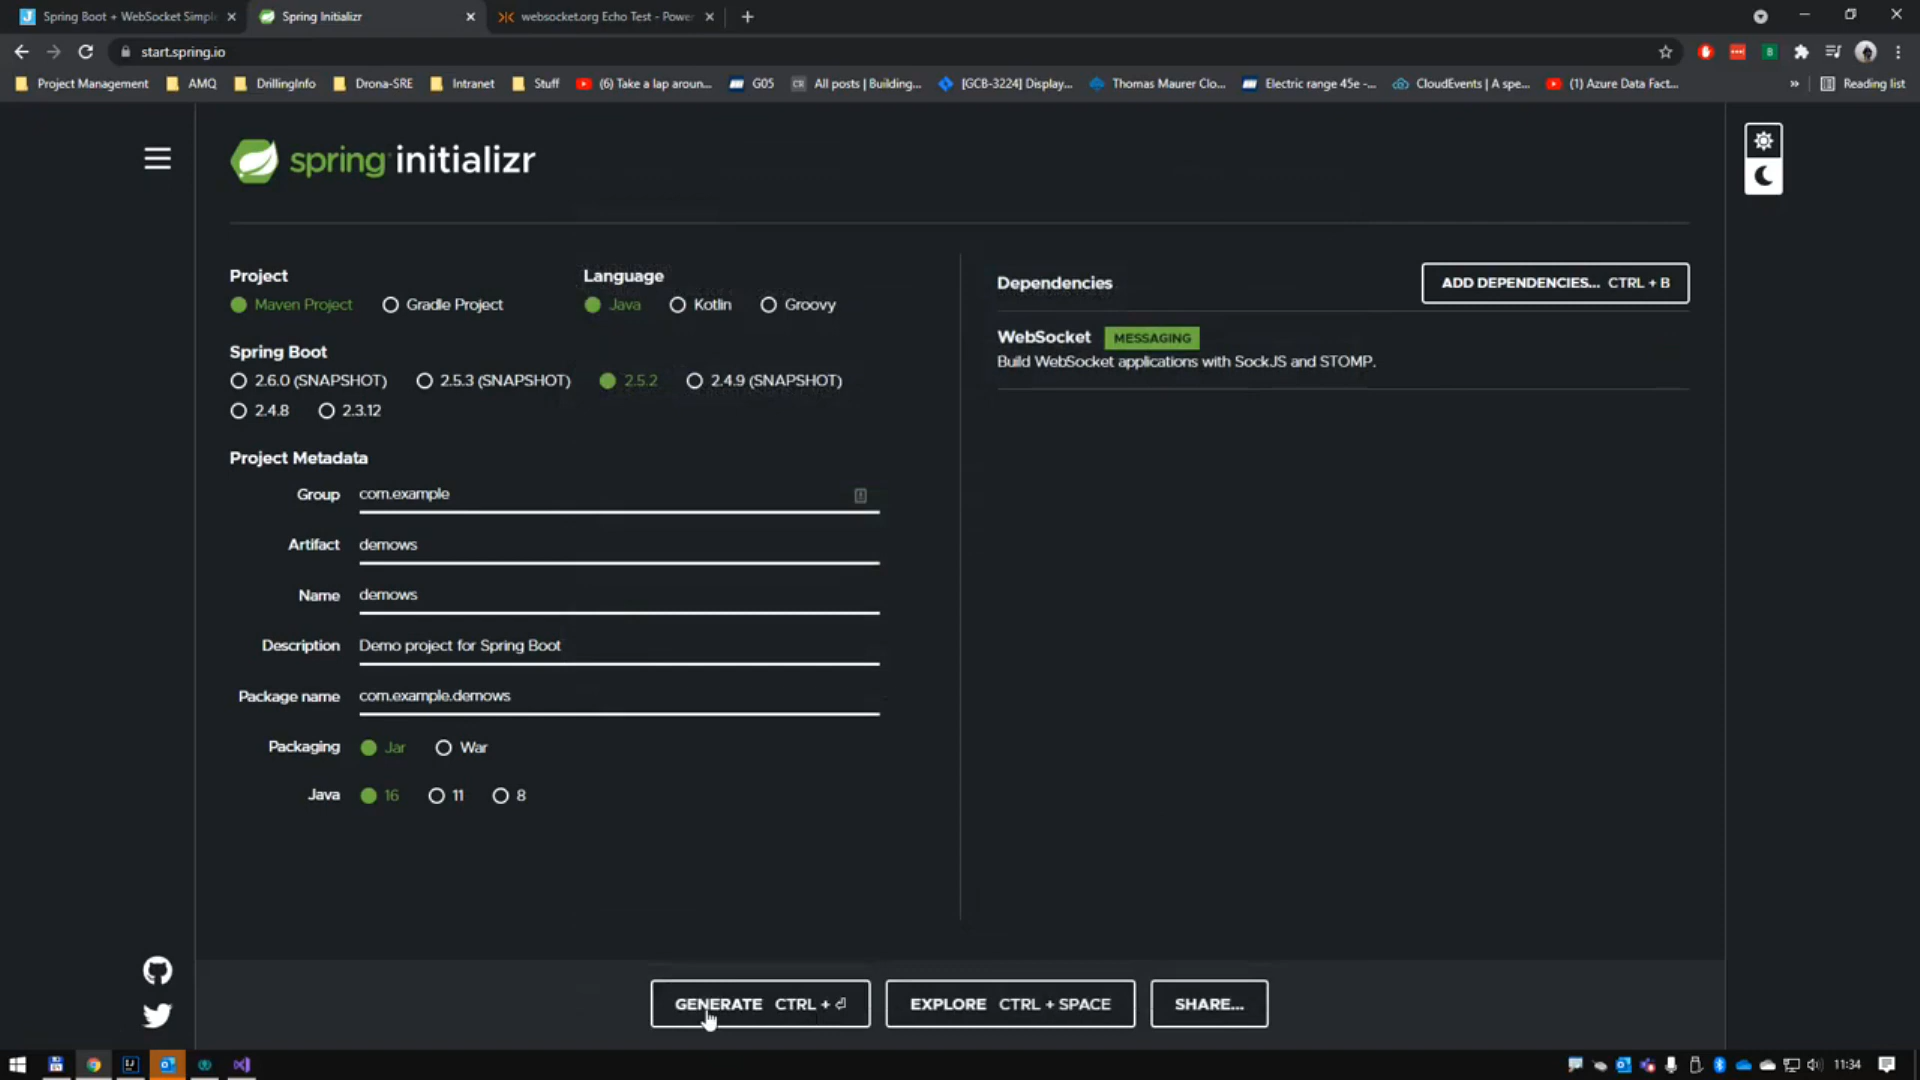 Spring Boot + WebSocket Simple
Spring Initializr
websocket.org Echo Test - Power
start.spring.io
Project Management
AMQ
DrillingInfo
Drona-SRE
Intranet
Stuff
(6) Take a lap aroun...
G05
All posts | Building...
[GCB-3224] Display...
Thomas Maurer Clo...
Electric range 45e -...
CloudEvents | A spe...
(1) Azure Data Fact...
»
Reading list
spring initializr
Project
Maven Project
Gradle Project
Language
Java
Kotlin
Groovy
Spring Boot
2.6.0 (SNAPSHOT)
2.5.3 (SNAPSHOT)
2.5.2
2.4.9 (SNAPSHOT)
2.4.8
2.3.12
Project Metadata
Group com.example
Artifact demows
Name demows
Description Demo project for Spring Boot
Package name com.example.demows
Packaging Jar War
Java 16 11 8
Dependencies
ADD DEPENDENCIES... CTRL + B
WebSocket MESSAGING
Build WebSocket applications with SockJS and STOMP.
GENERATE CTRL + ⏎
EXPLORE CTRL + SPACE
SHARE...
11:34